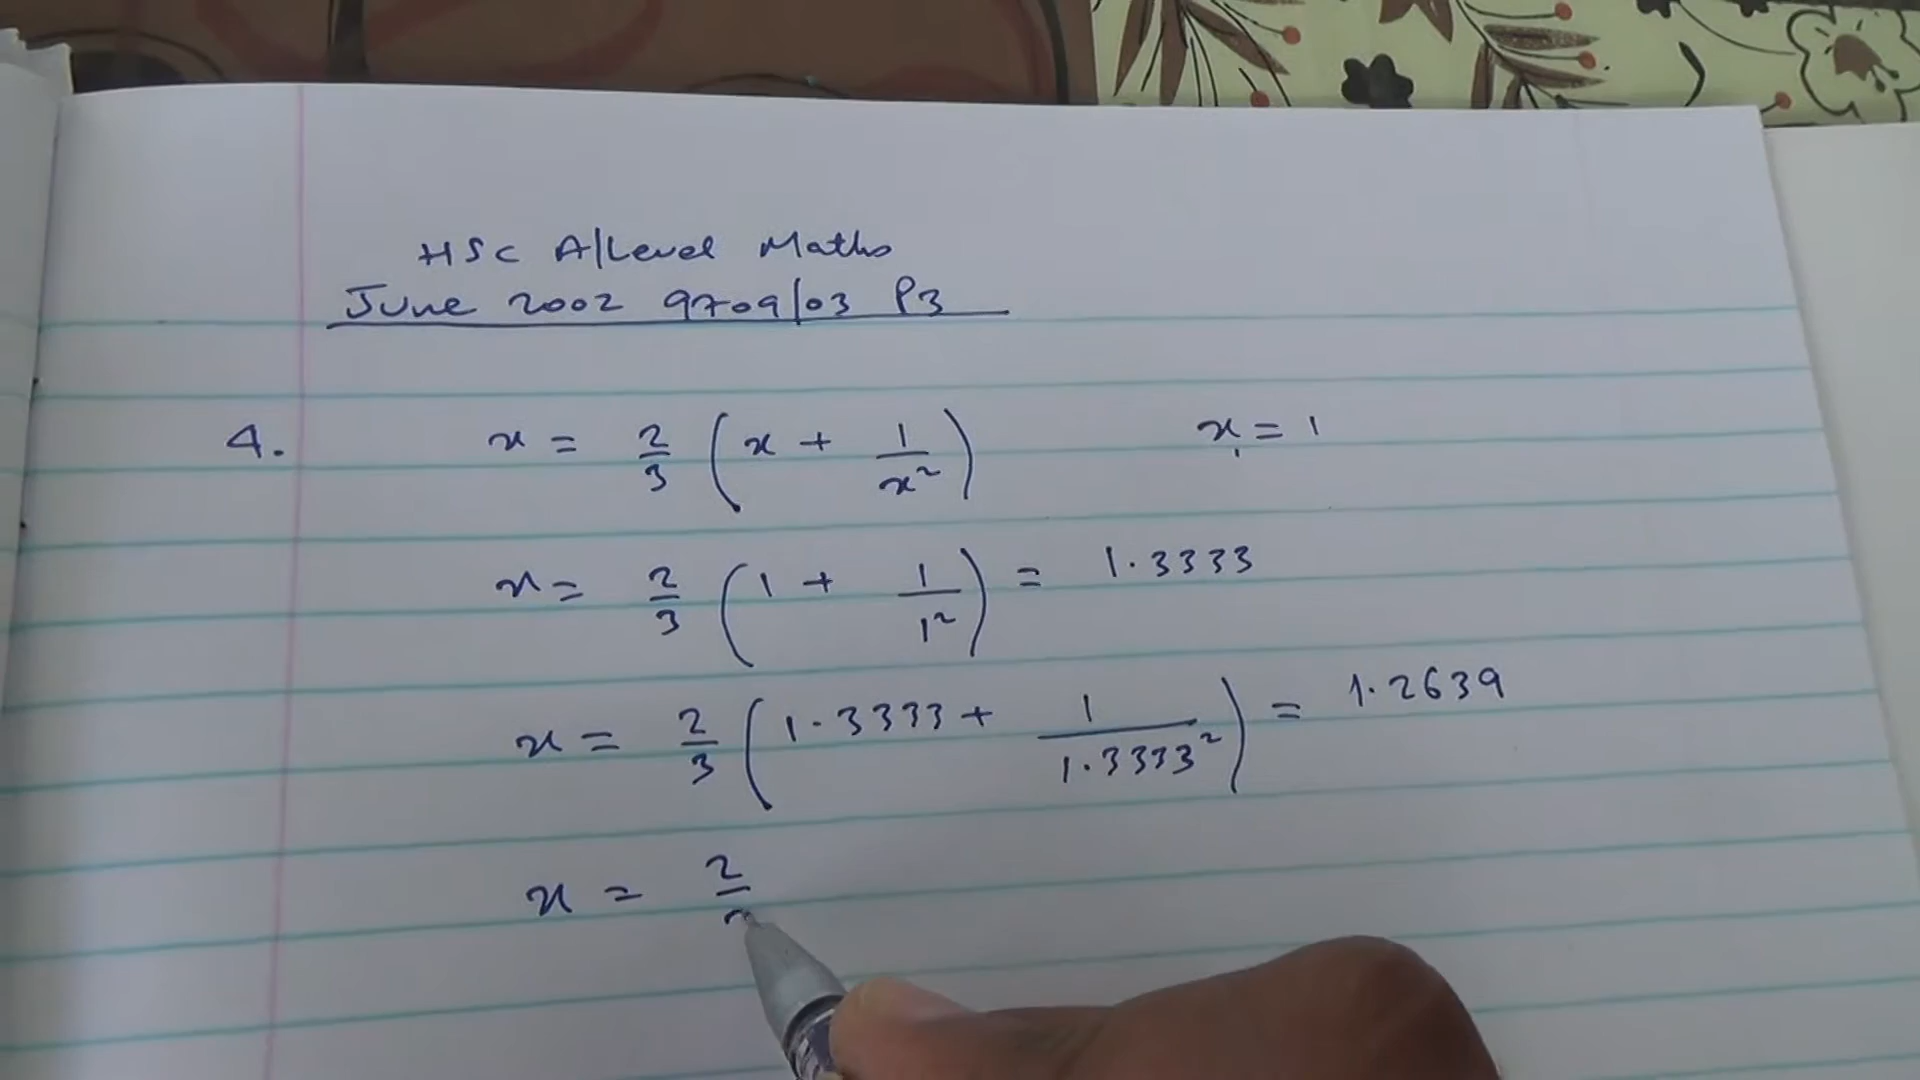 HSC A/Level Maths
June 2002 9709/03 P3
4. x = 2/3 (x + 1/x²) x₁ = 1
x = 2/3 (1 + 1/1²) = 1.3333
x = 2/3 (1.3333 + 1/1.3333²) = 1.2639
x = 2/